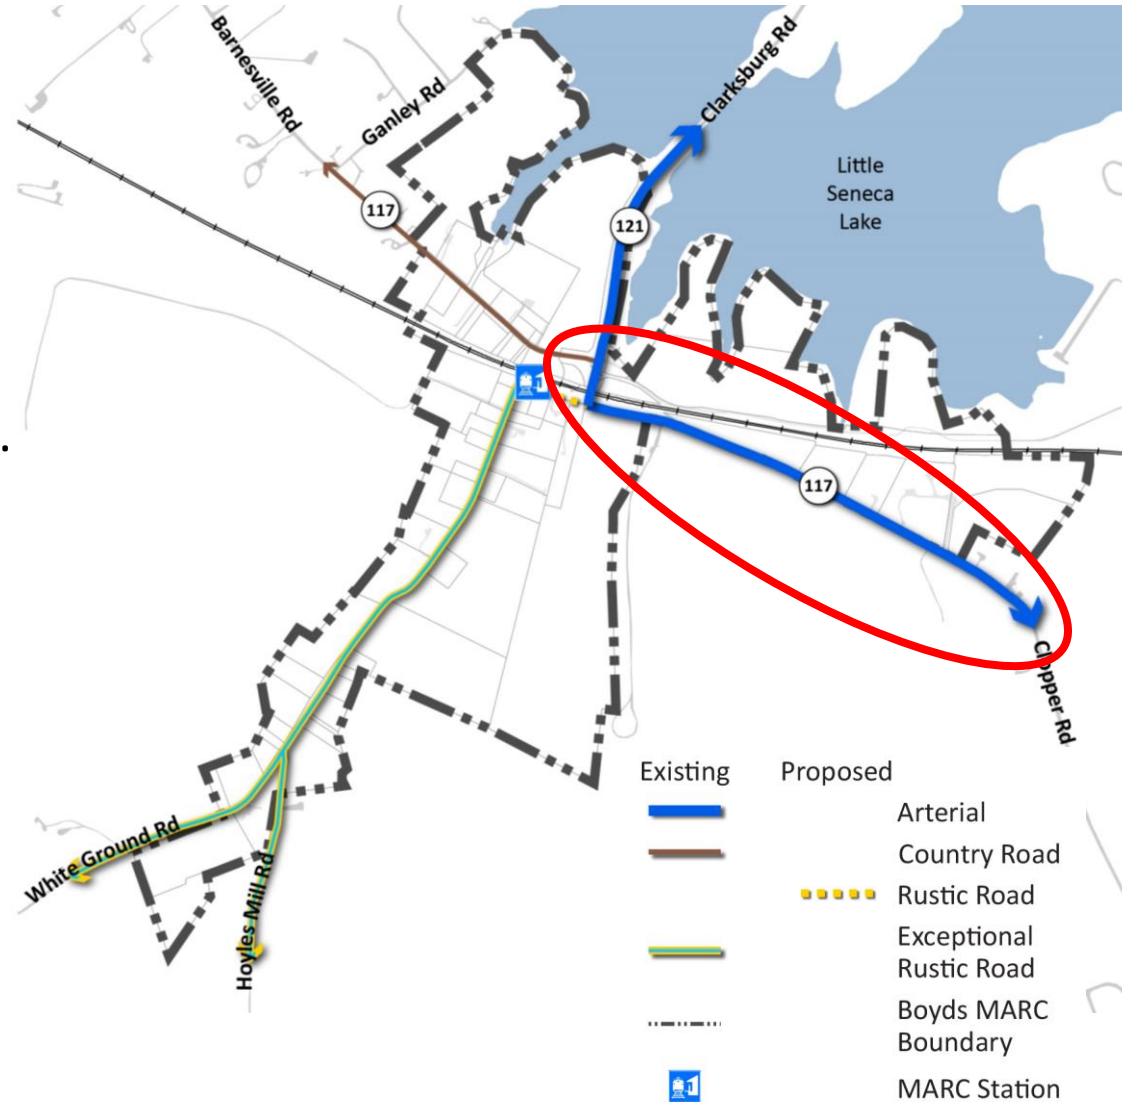 Barnesville Rd
Ganley Rd
Clarksburg Rd
Little
Seneca
Lake
117
121
117
Clopper Rd
White Ground Rd
Hoyles Mill Rd
Existing Proposed
Arterial
Country Road
Rustic Road
Exceptional
Rustic Road
Boyds MARC
Boundary
MARC Station